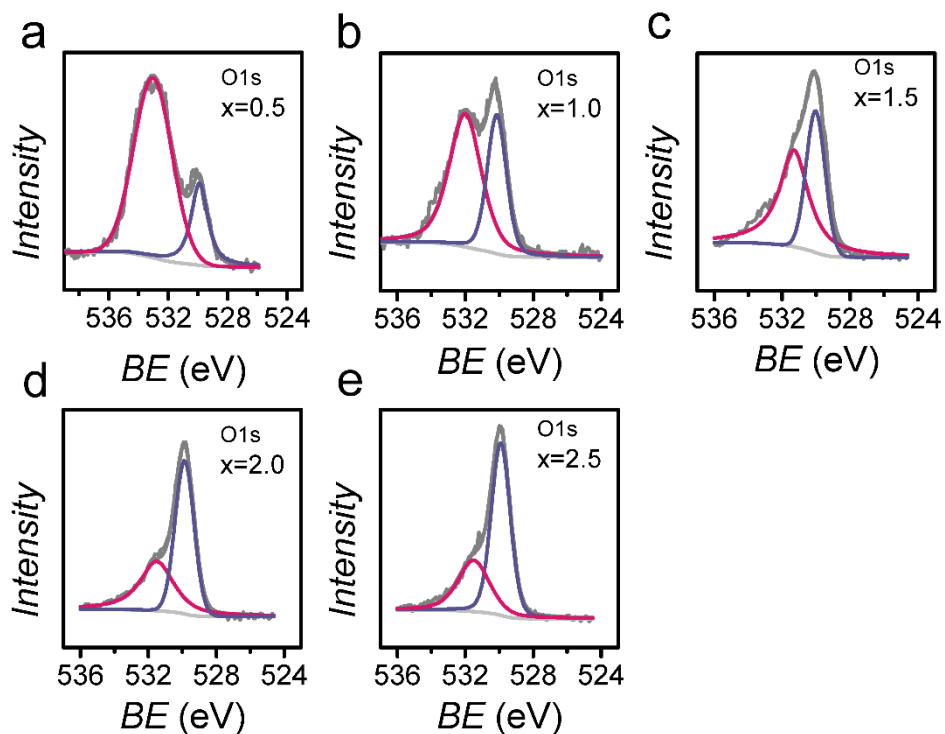 a
O1s
x=0.5
Intensity
536 532 528 524
BE (eV)
b
O1s
x=1.0
Intensity
536 532 528 524
BE (eV)
c
O1s
x=1.5
Intensity
536 532 528 524
BE (eV)
d
O1s
x=2.0
Intensity
536 532 528 524
BE (eV)
e
O1s
x=2.5
Intensity
536 532 528 524
BE (eV)